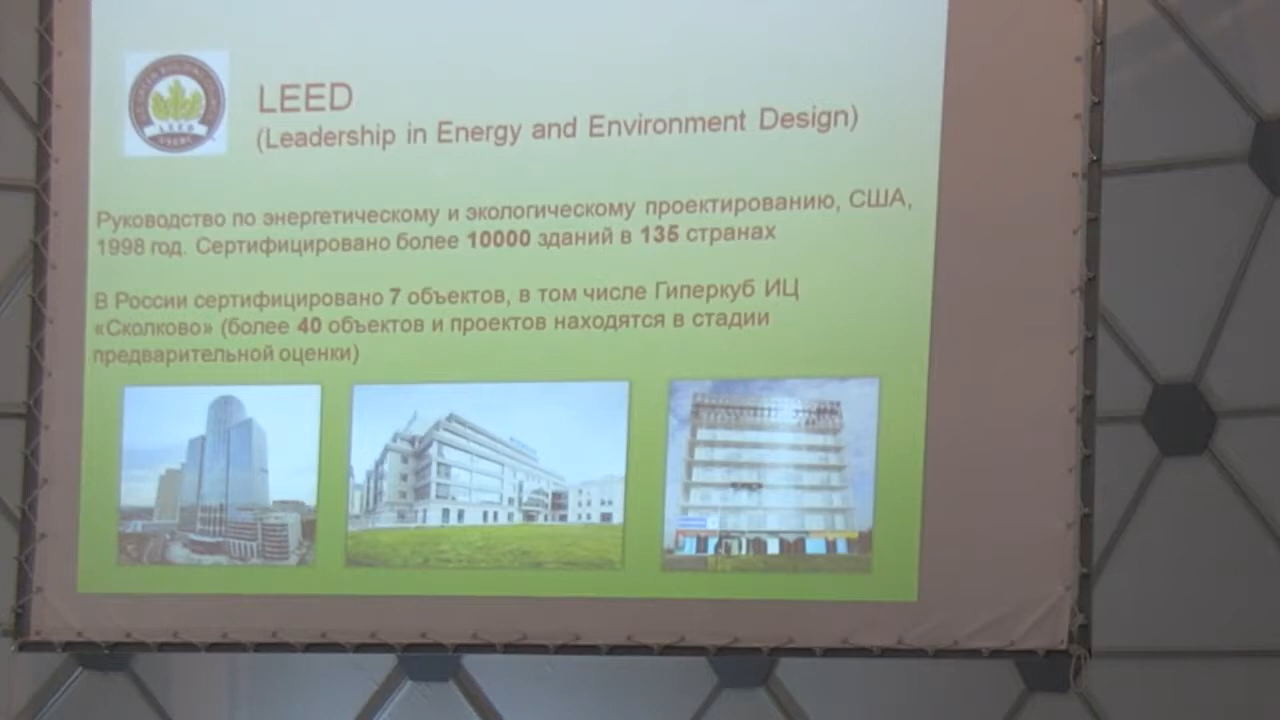 LEED
LEED
(Leadership in Energy and Environment Design)
Руководство по энергетическому и экологическому проектированию, США,
1998 год. Сертифицировано более 10000 зданий в 135 странах
В России сертифицировано 7 объектов, в том числе Гиперкуб ИЦ
«Сколково» (более 40 объектов и проектов находятся в стадии
предварительной оценки)